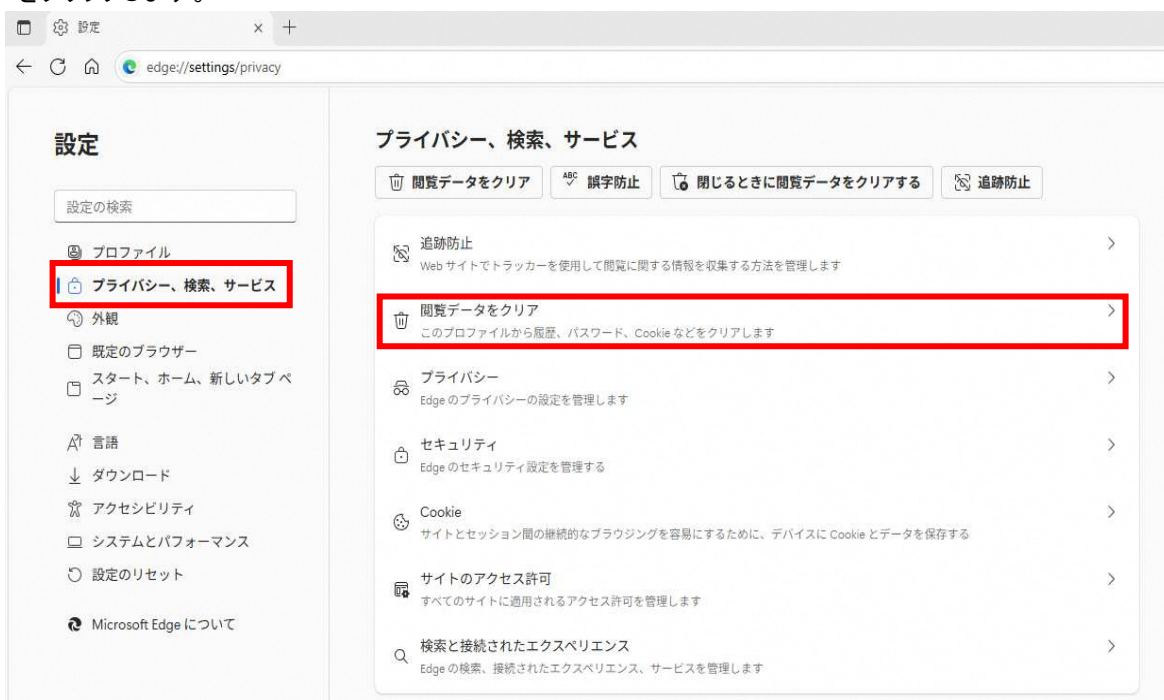 をクリックします。
設定
edge://settings/privacy
設定
設定の検索
プロファイル
プライバシー、検索、サービス
外観
既定のブラウザー
スタート、ホーム、新しいタブ ペ
ージ
言語
ダウンロード
アクセシビリティ
システムとパフォーマンス
設定のリセット
Microsoft Edge について
プライバシー、検索、サービス
閲覧データをクリア
ABC 誤字防止
閉じるときに閲覧データをクリアする
追跡防止
追跡防止
Web サイトでトラッカーを使用して閲覧に関する情報を収集する方法を管理します
閲覧データをクリア
このプロファイルから履歴、パスワード、Cookie などをクリアします
プライバシー
Edge のプライバシーの設定を管理します
セキュリティ
Edge のセキュリティ設定を管理する
Cookie
サイトとセッション間の継続的なブラウジングを容易にするために、デバイスに Cookie とデータを保存する
サイトのアクセス許可
すべてのサイトに適用されるアクセス許可を管理します
検索と接続されたエクスペリエンス
Edge の検索、接続されたエクスペリエンス、サービスを管理します